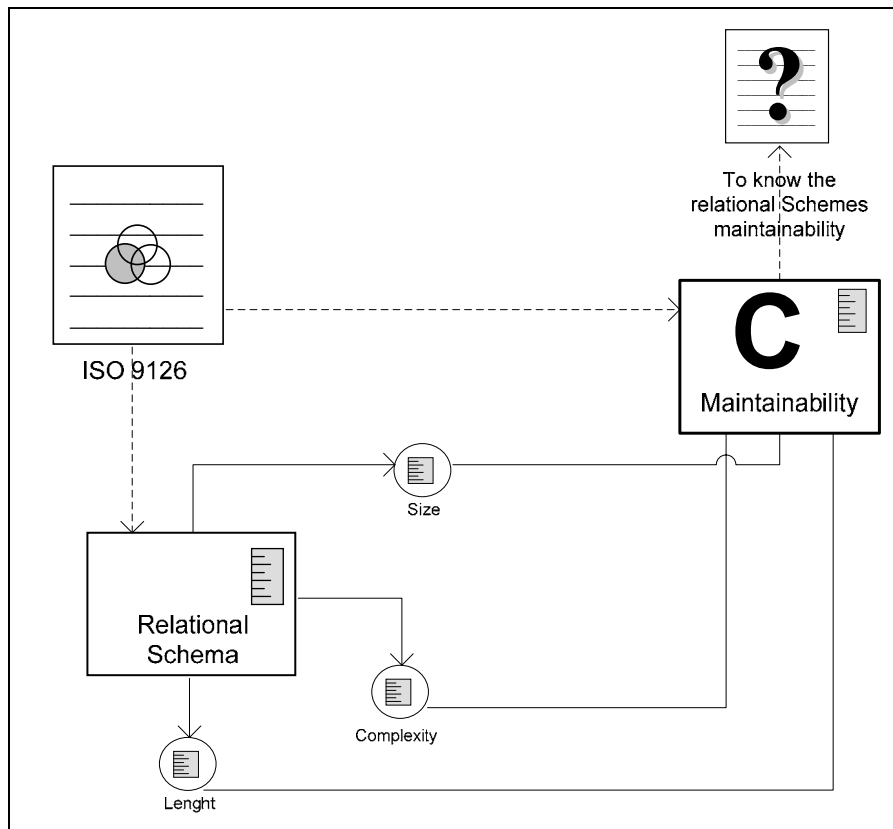 ?
To know the
relational Schemes
maintainability
ISO 9126
C
Maintainability
Size
Relational
Schema
Complexity
Lenght